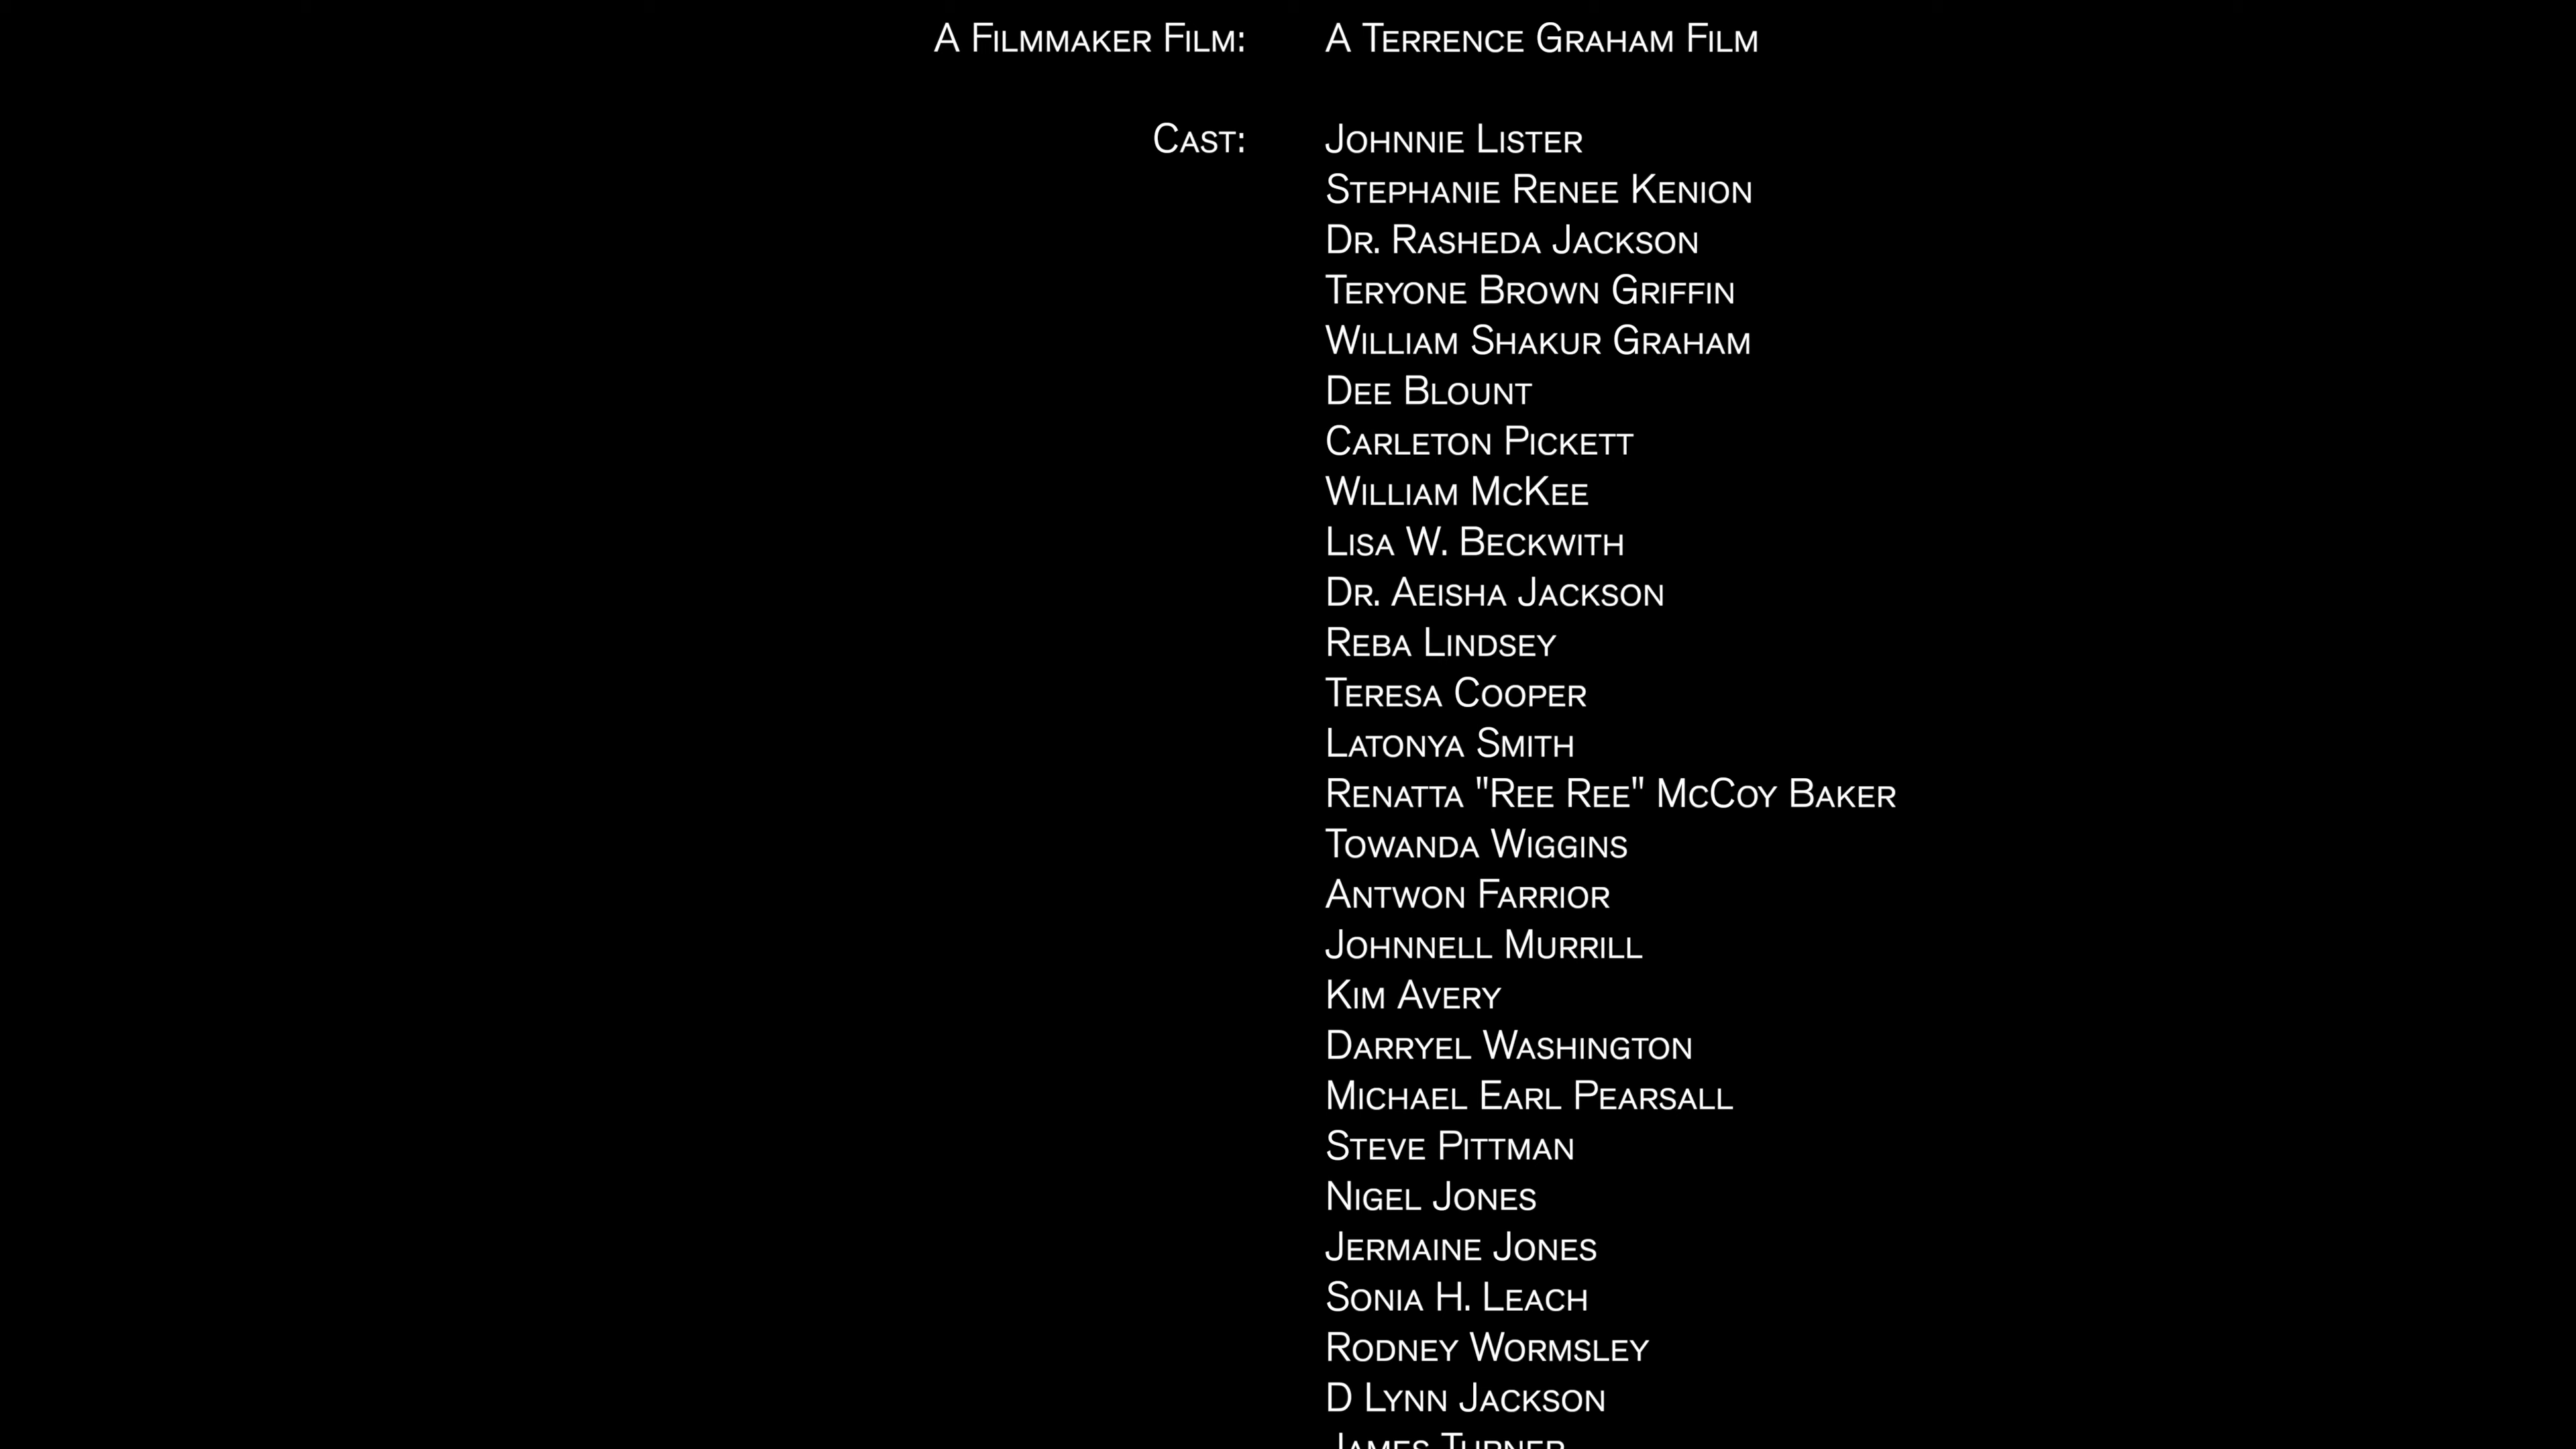 A Filmmaker Film: A Terrence Graham Film
Cast: Johnnie Lister
Stephanie Renee Kenion
Dr. Rasheda Jackson
Teryone Brown Griffin
William Shakur Graham
Dee Blount
Carleton Pickett
William McKee
Lisa W. Beckwith
Dr. Aeisha Jackson
Reba Lindsey
Teresa Cooper
Latonya Smith
Renatta "Ree Ree" McCoy Baker
Towanda Wiggins
Antwon Farrior
Johnnell Murrill
Kim Avery
Darryel Washington
Michael Earl Pearsall
Steve Pittman
Nigel Jones
Jermaine Jones
Sonia H. Leach
Rodney Wormsley
D Lynn Jackson
James Turner